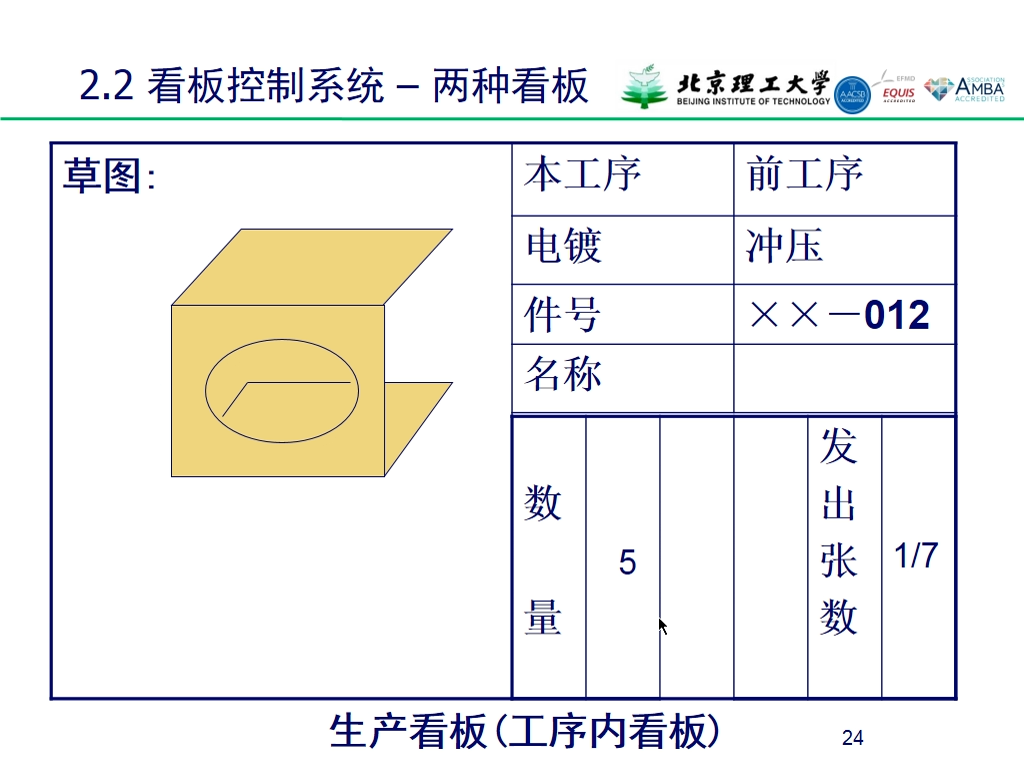 2.2 看板控制系统 – 两种看板
北京理工大学
BEIJING INSTITUTE OF TECHNOLOGY
AACSB
ACCREDITED
EFMD
EQUIS
ACCREDITED
ASSOCIATION
AMBA
ACCREDITED
草图:
本工序 前工序
电镀 冲压
件号 ××－012
名称
数量 5 发出张数 1/7
生产看板(工序内看板)
24